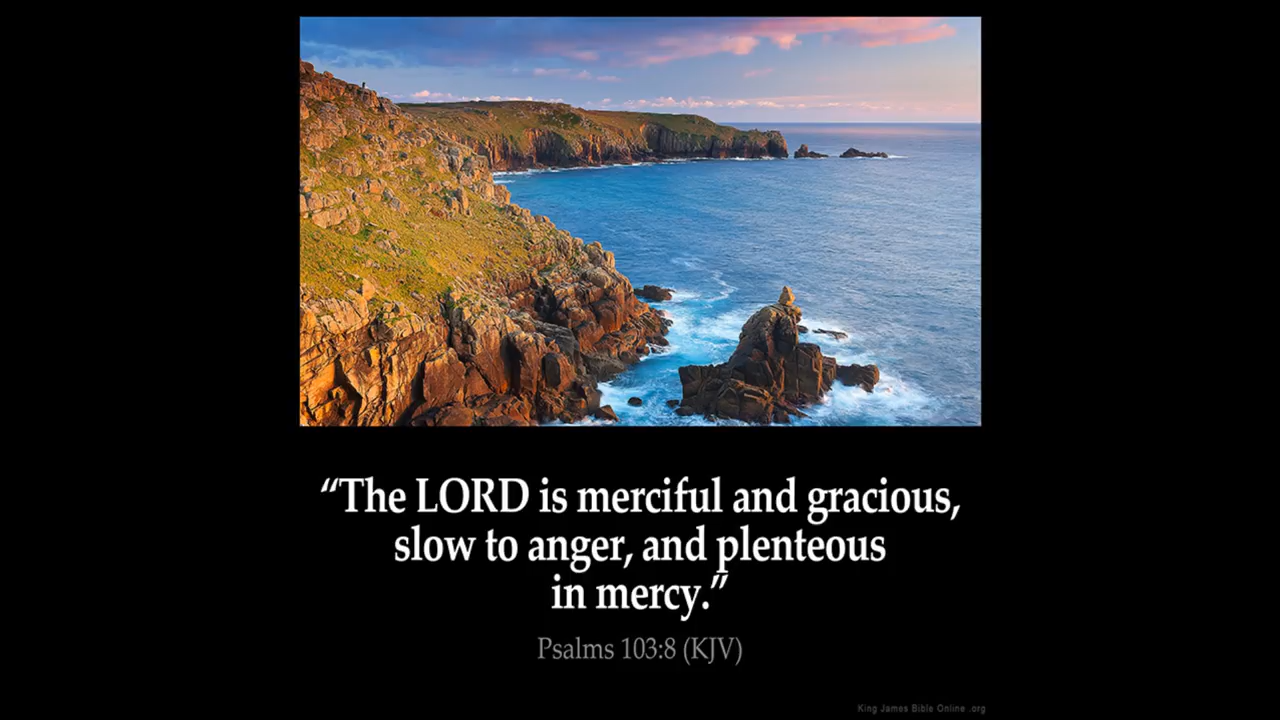 “The LORD is merciful and gracious,
slow to anger, and plenteous
in mercy.”
Psalms 103:8 (KJV)
King James Bible Online .org